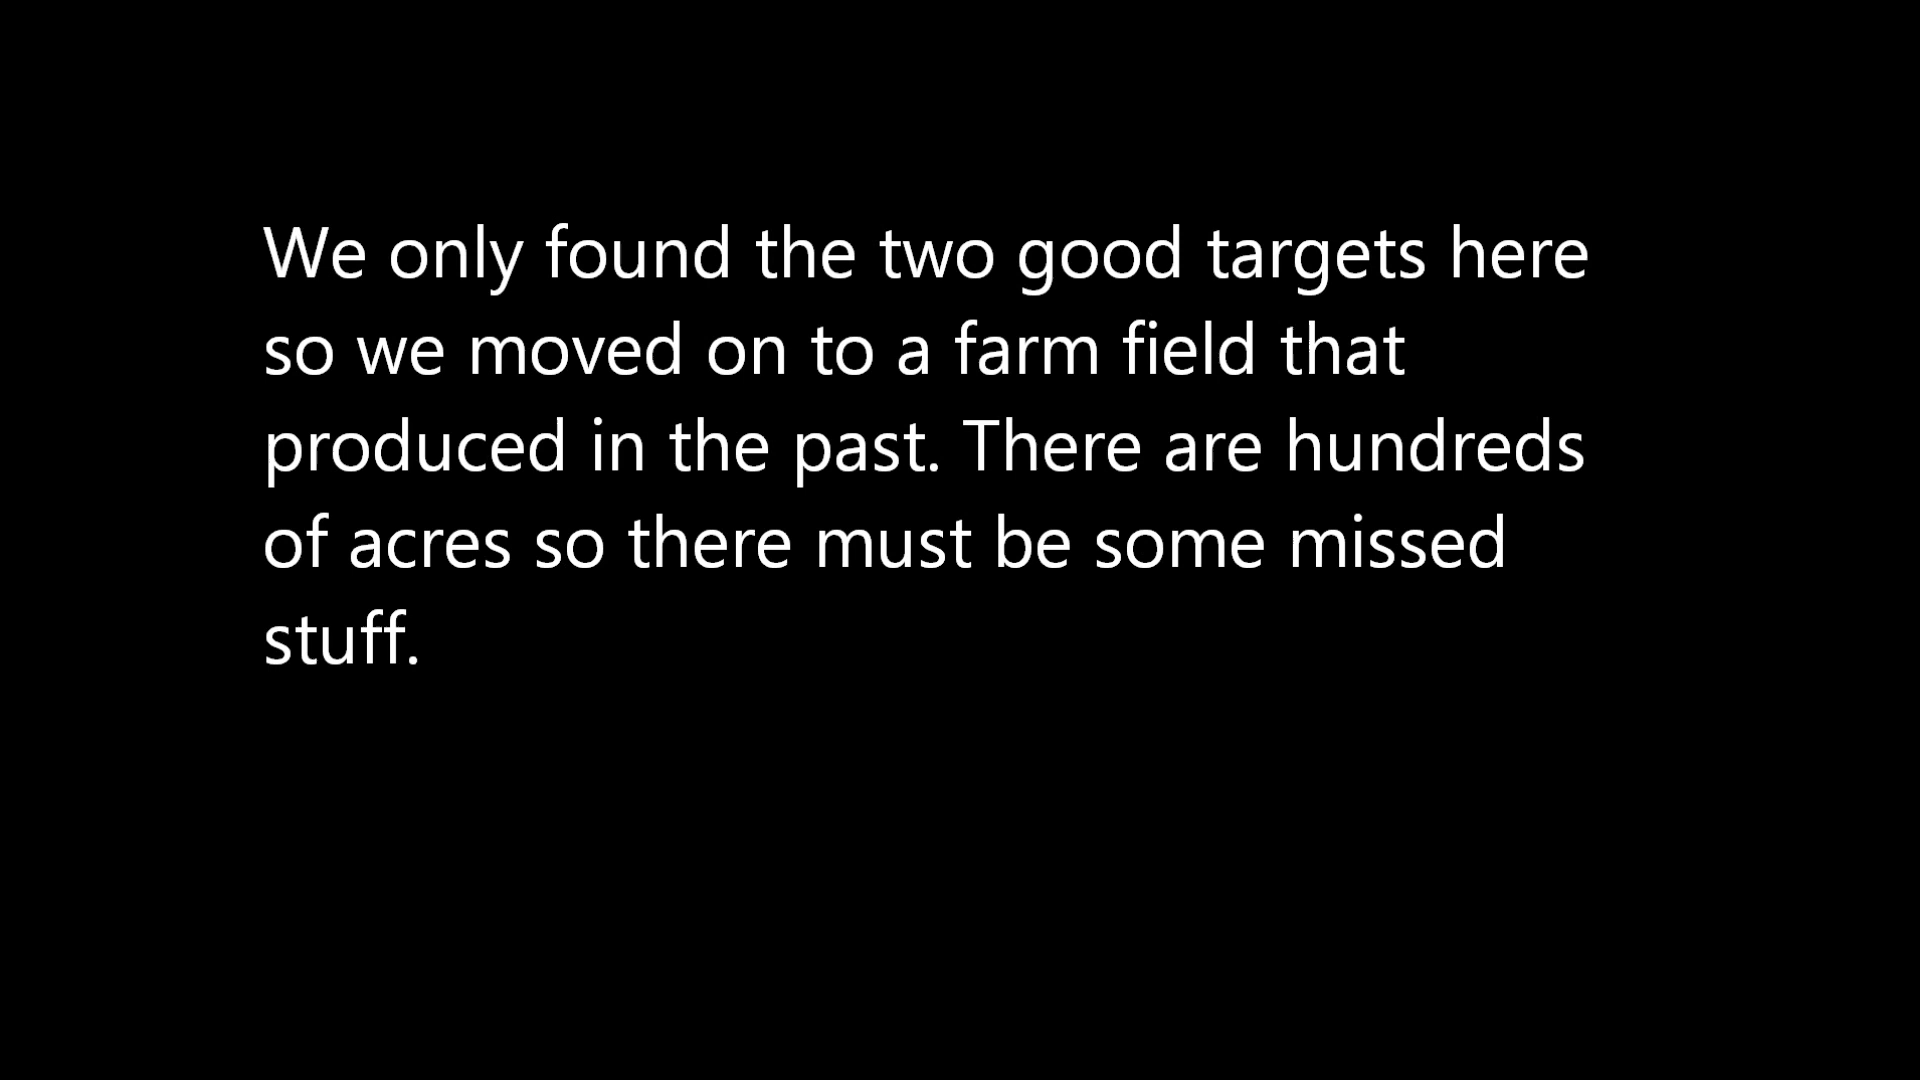 We only found the two good targets here
so we moved on to a farm field that
produced in the past. There are hundreds
of acres so there must be some missed
stuff.